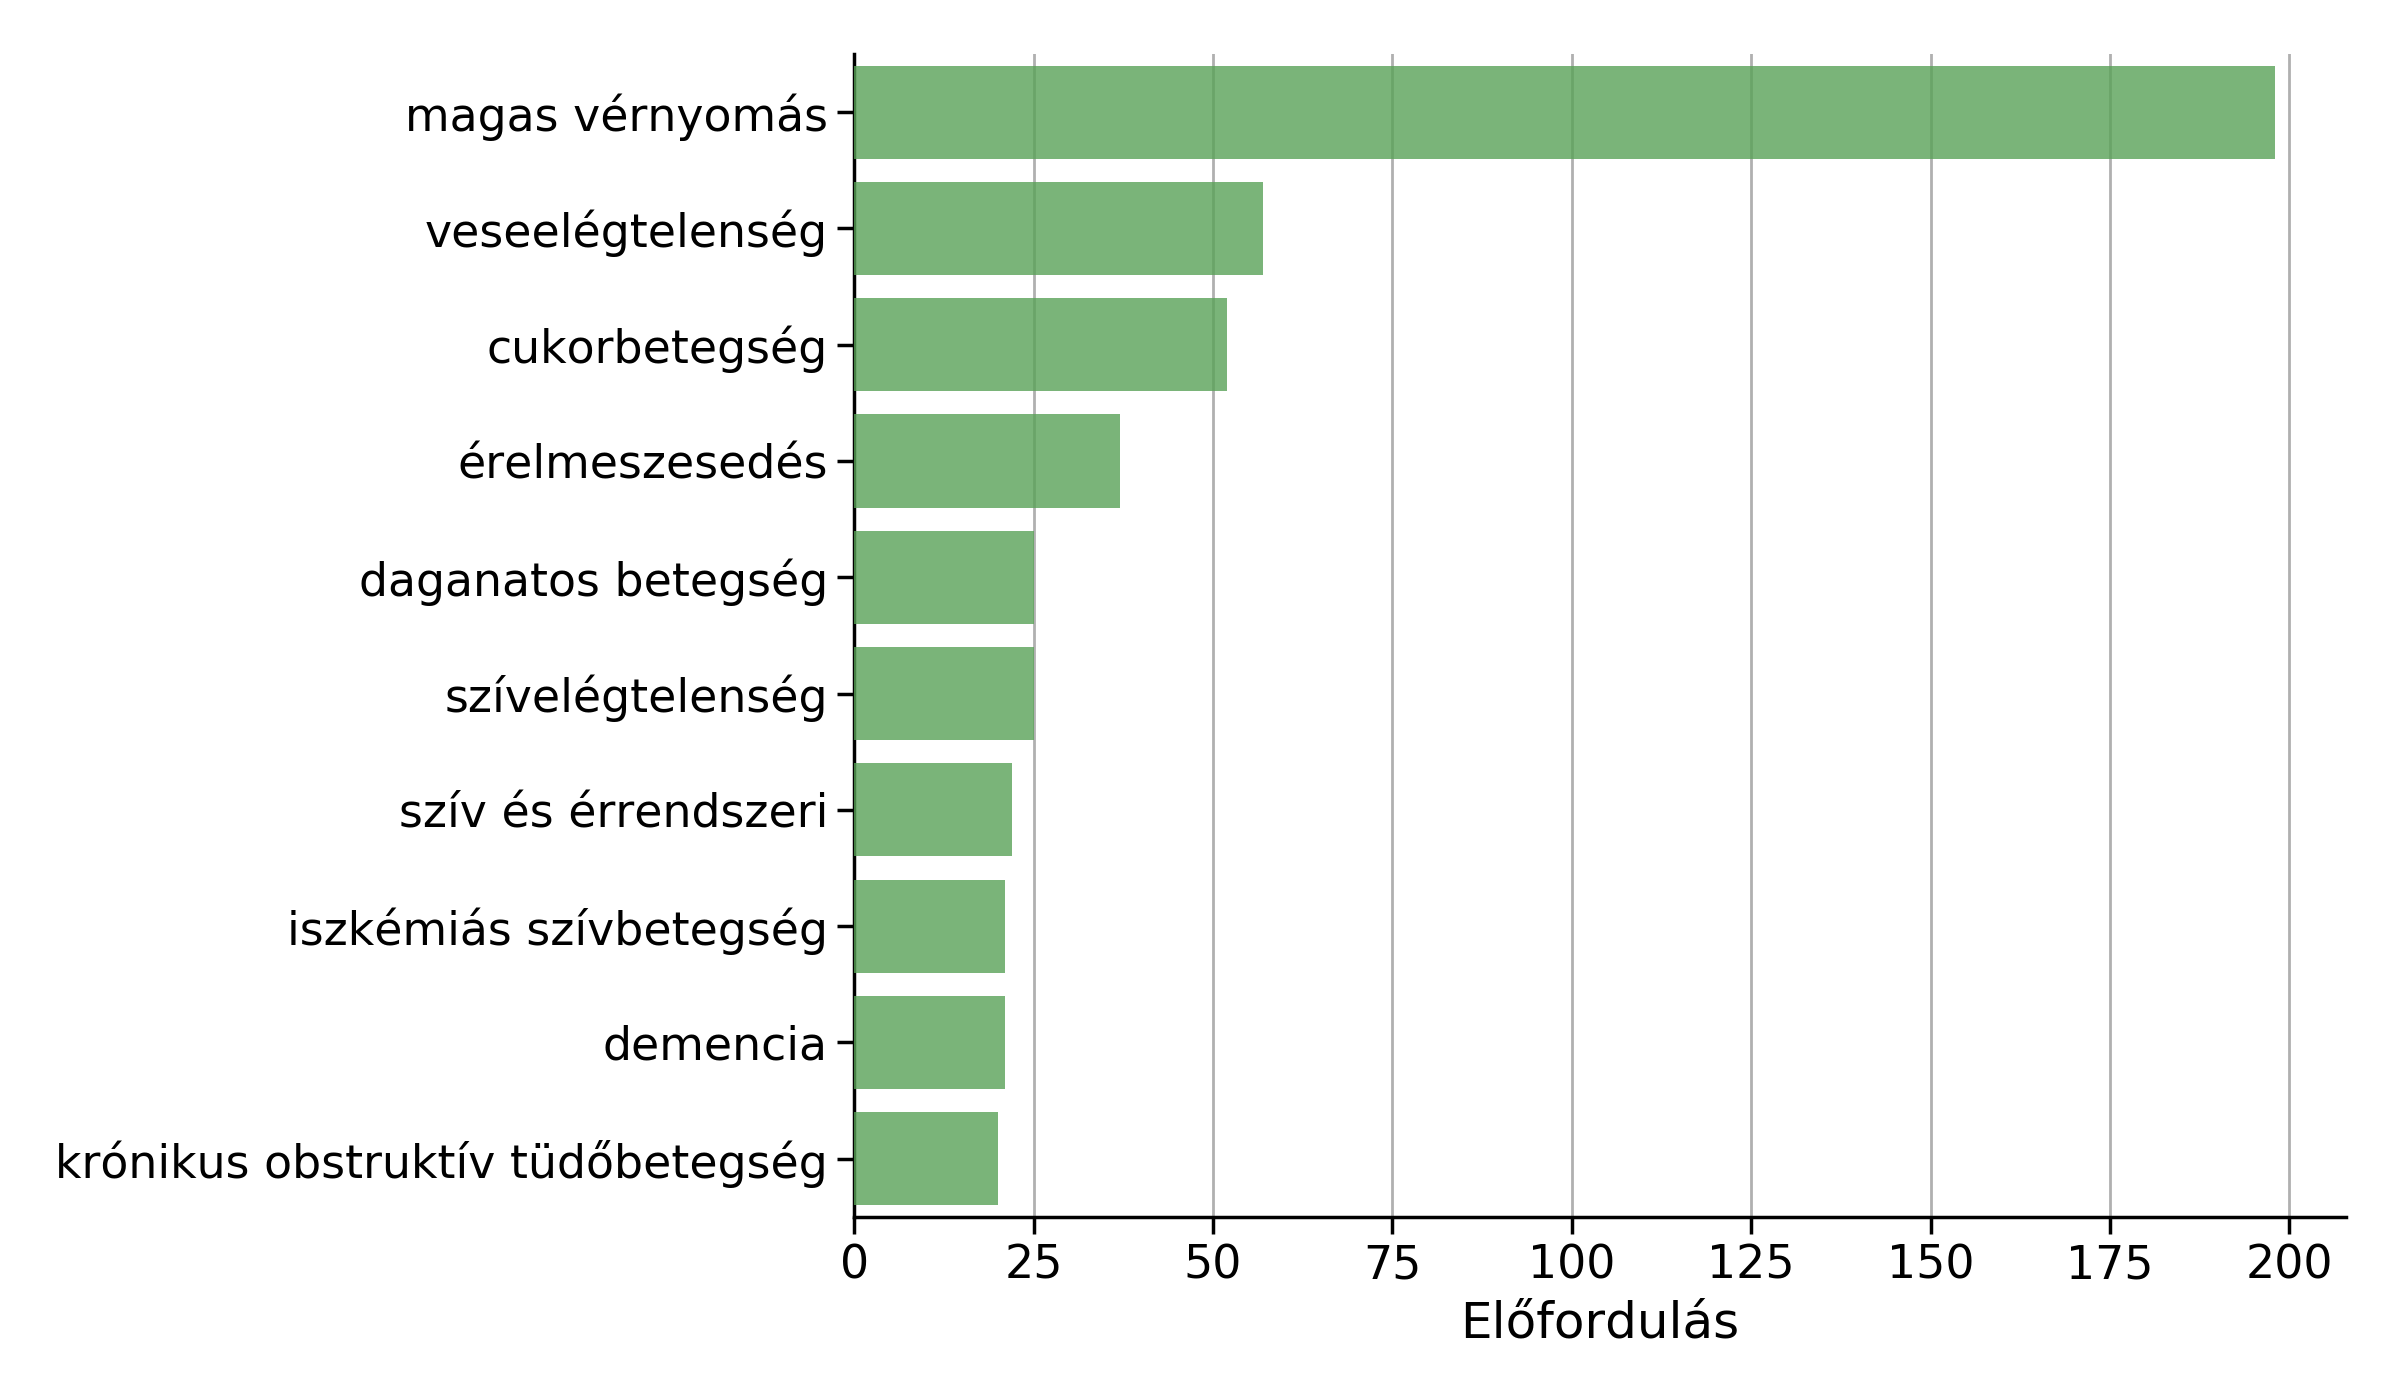 magas vérnyomás
veseelégtelenség
cukorbetegség
érelmeszesedés
daganatos betegség
szívelégtelenség
szív és érrendszeri
iszkémiás szívbetegség
demencia
krónikus obstruktív tüdőbetegség
0 25 50 75 100 125 150 175 200
Előfordulás